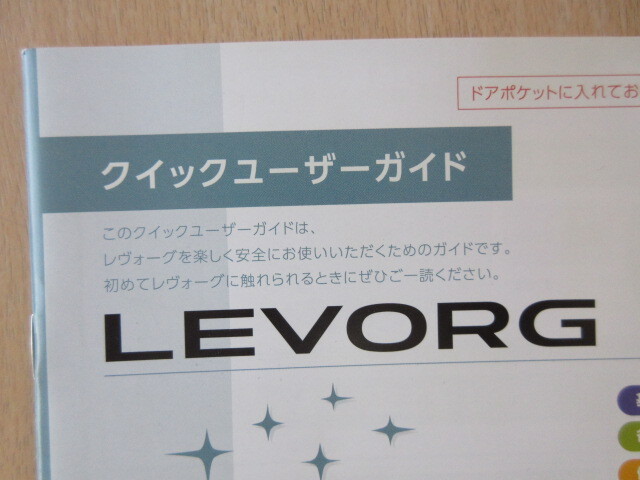 ドアポケットに入れてお
クイックユーザーガイド
このクイックユーザーガイドは、
レヴォーグを楽しく安全にお使いいただくためのガイドです。
初めてレヴォーグに触れられるときにぜひご一読ください。
LEVORG